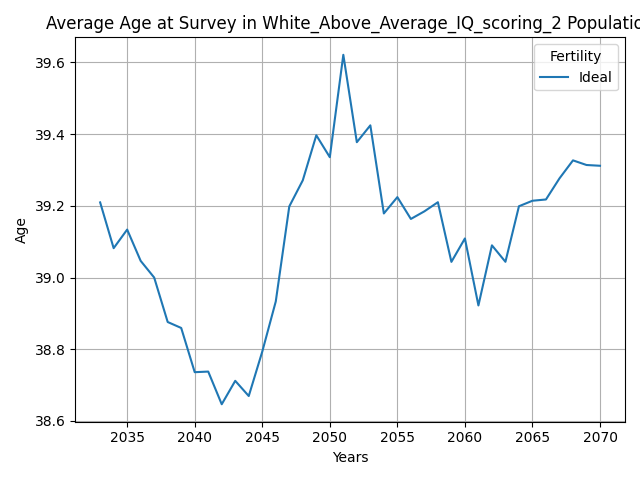 Average Age at Survey in White_Above_Average_IQ_scoring_2 Populatio
Fertility
Ideal
39.6
39.4
39.2
39.0
38.8
38.6
Age
2035 2040 2045 2050 2055 2060 2065 2070
Years